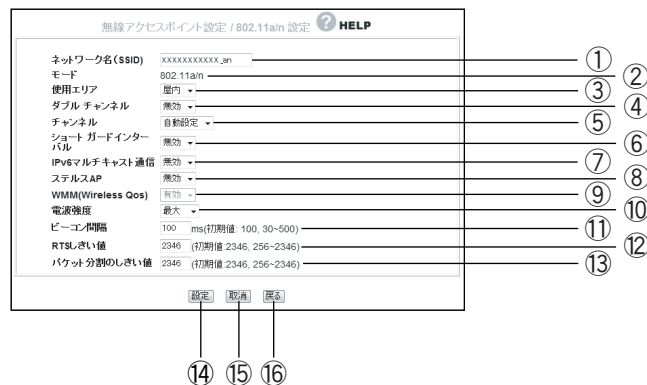 無線アクセスポイント設定 / 802.11a/n 設定 ? HELP
ネットワーク名(SSID) xxxxxxxxxxx_an ①
モード 802.11a/n ②
使用エリア 屋内 ③
ダブル チャンネル 無効 ④
チャンネル 自動設定 ⑤
ショート ガードインター
バル 無効 ⑥
IPv6マルチキャスト通信 無効 ⑦
ステルスAP 無効 ⑧
WMM(Wireless Qos) 有効 ⑨
電波強度 最大 ⑩
ビーコン間隔 100 ms(初期値: 100, 30~500) ⑪
RTSしきい値 2346 (初期値:2346, 256~2346) ⑫
パケット分割のしきい値 2346 (初期値:2346, 256~2346) ⑬
設定 取消 戻る
⑭ ⑮ ⑯